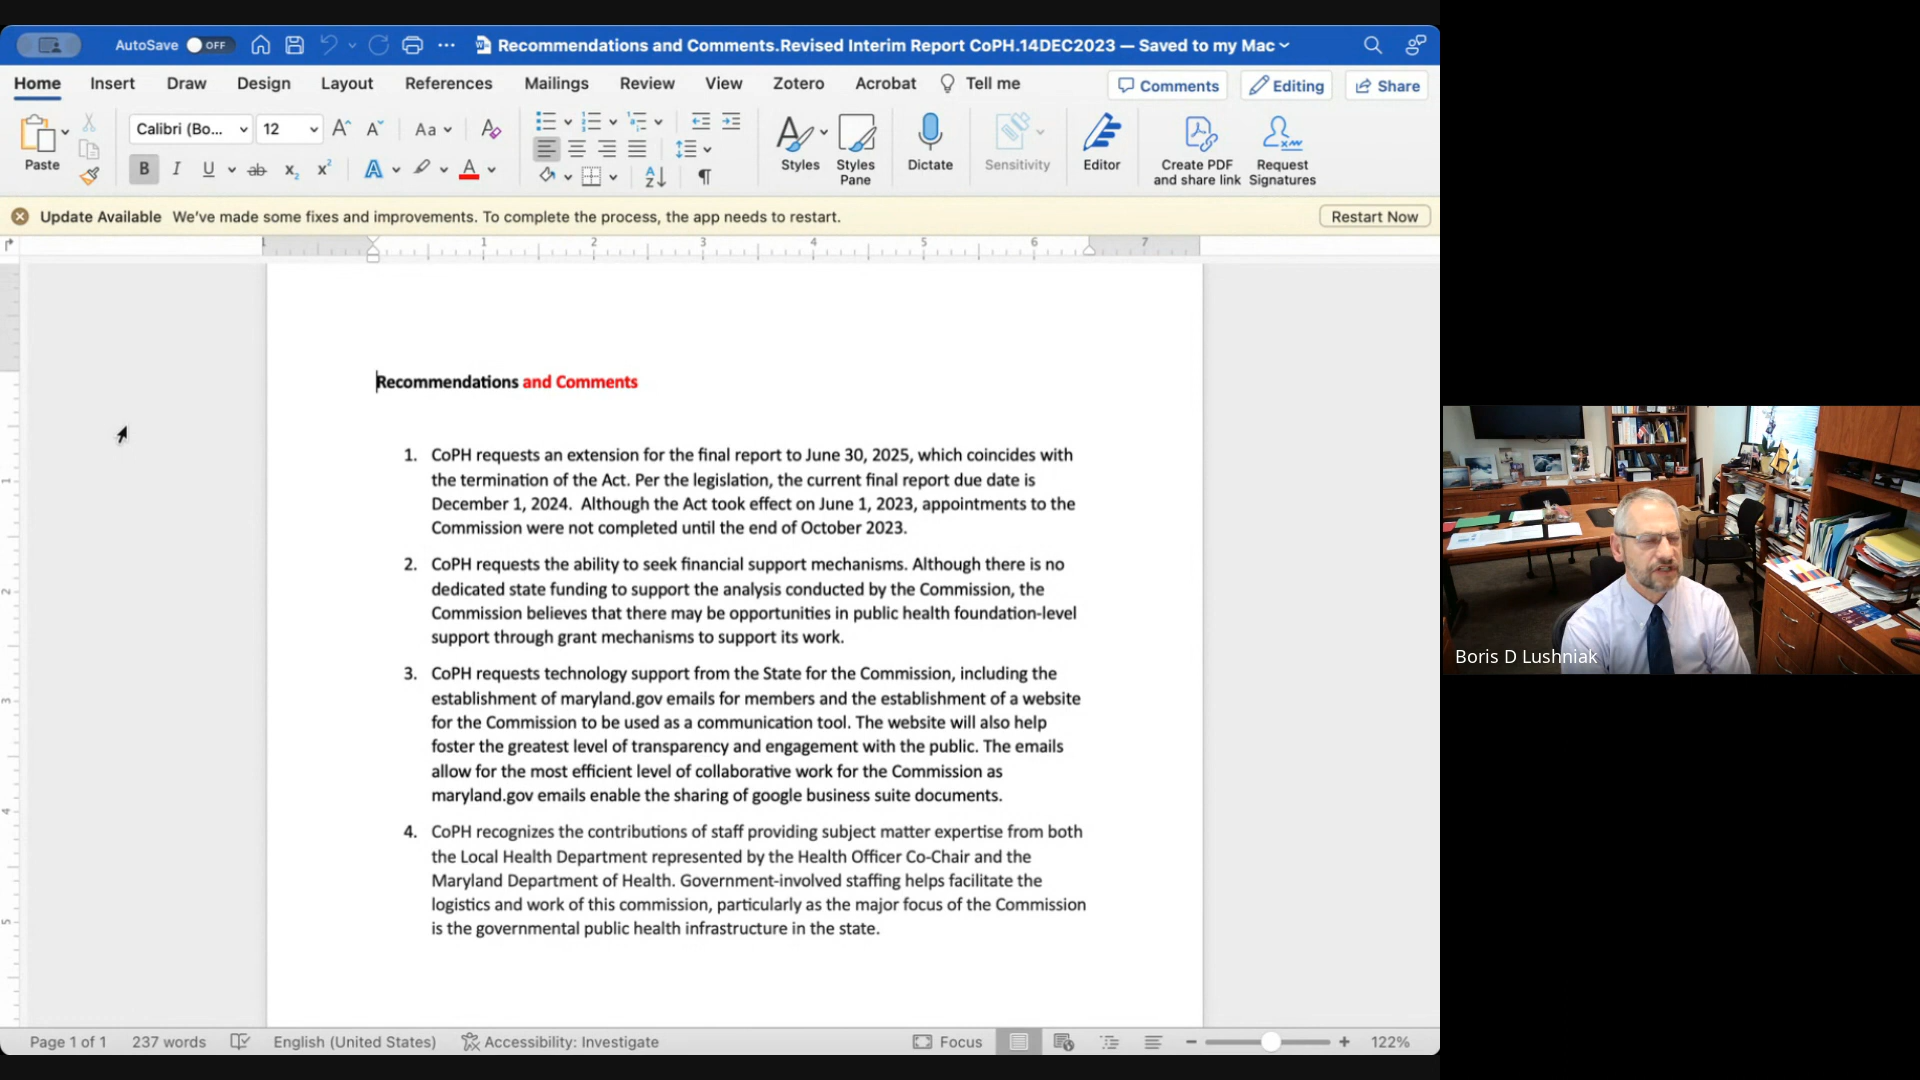 AutoSave OFF Recommendations and Comments.Revised Interim Report CoPH.14DEC2023 — Saved to my Mac
Home Insert Draw Design Layout References Mailings Review View Zotero Acrobat Tell me Comments Editing Share
Paste Calibri (Bo... 12 Aa Styles Styles Pane Dictate Sensitivity Editor Create PDF and share link Request Signatures
Update Available We've made some fixes and improvements. To complete the process, the app needs to restart. Restart Now
1 1 2 3 4 5 6 7
Recommendations and Comments
1. CoPH requests an extension for the final report to June 30, 2025, which coincides with
the termination of the Act. Per the legislation, the current final report due date is
December 1, 2024. Although the Act took effect on June 1, 2023, appointments to the
Commission were not completed until the end of October 2023.
2. CoPH requests the ability to seek financial support mechanisms. Although there is no
dedicated state funding to support the analysis conducted by the Commission, the
Commission believes that there may be opportunities in public health foundation-level
support through grant mechanisms to support its work.
3. CoPH requests technology support from the State for the Commission, including the
establishment of maryland.gov emails for members and the establishment of a website
for the Commission to be used as a communication tool. The website will also help
foster the greatest level of transparency and engagement with the public. The emails
allow for the most efficient level of collaborative work for the Commission as
maryland.gov emails enable the sharing of google business suite documents.
4. CoPH recognizes the contributions of staff providing subject matter expertise from both
the Local Health Department represented by the Health Officer Co-Chair and the
Maryland Department of Health. Government-involved staffing helps facilitate the
logistics and work of this commission, particularly as the major focus of the Commission
is the governmental public health infrastructure in the state.
Page 1 of 1 237 words English (United States) Accessibility: Investigate Focus 122%
Boris D Lushniak